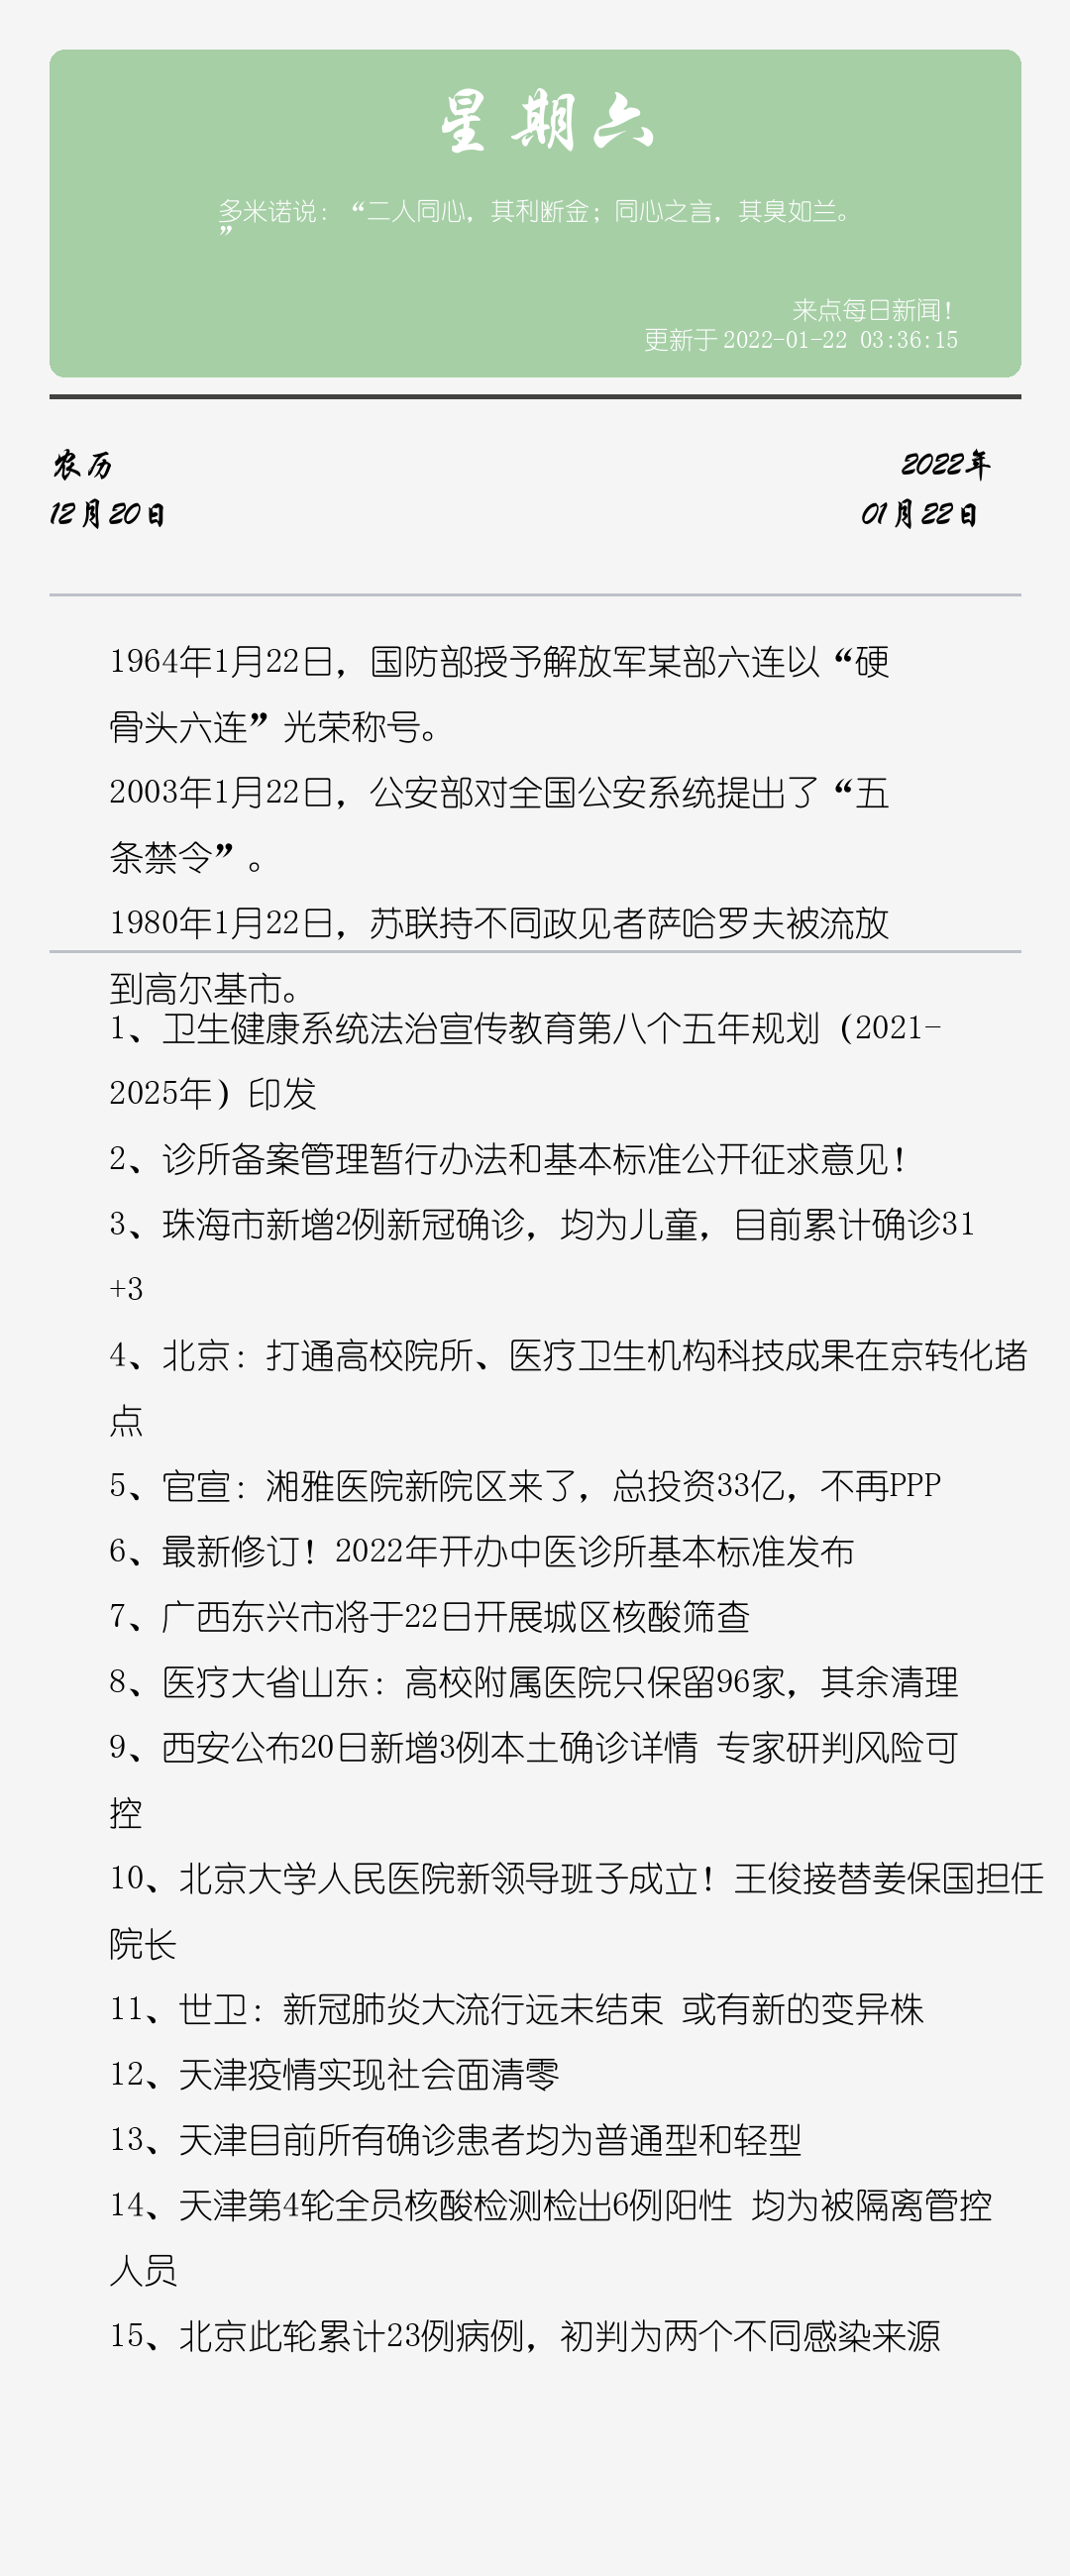 星期六
多米诺说：“二人同心，其利断金；同心之言，其臭如兰。
”
来点每日新闻！
更新于2022-01-22 03:36:15
农历
2022年
12月20日
01月22日
1964年1月22日，国防部授予解放军某部六连以“硬
骨头六连”光荣称号。
2003年1月22日，公安部对全国公安系统提出了“五
条禁令”。
1980年1月22日，苏联持不同政见者萨哈罗夫被流放
到高尔基市。
1、卫生健康系统法治宣传教育第八个五年规划（2021-
2025年）印发
2、诊所备案管理暂行办法和基本标准公开征求意见！
3、珠海市新增2例新冠确诊，均为儿童，目前累计确诊31
+3
4、北京：打通高校院所、医疗卫生机构科技成果在京转化堵
点
5、官宣：湘雅医院新院区来了，总投资33亿，不再PPP
6、最新修订！2022年开办中医诊所基本标准发布
7、广西东兴市将于22日开展城区核酸筛查
8、医疗大省山东：高校附属医院只保留96家，其余清理
9、西安公布20日新增3例本土确诊详情 专家研判风险可
控
10、北京大学人民医院新领导班子成立！王俊接替姜保国担任
院长
11、世卫：新冠肺炎大流行远未结束 或有新的变异株
12、天津疫情实现社会面清零
13、天津目前所有确诊患者均为普通型和轻型
14、天津第4轮全员核酸检测检出6例阳性 均为被隔离管控
人员
15、北京此轮累计23例病例，初判为两个不同感染来源